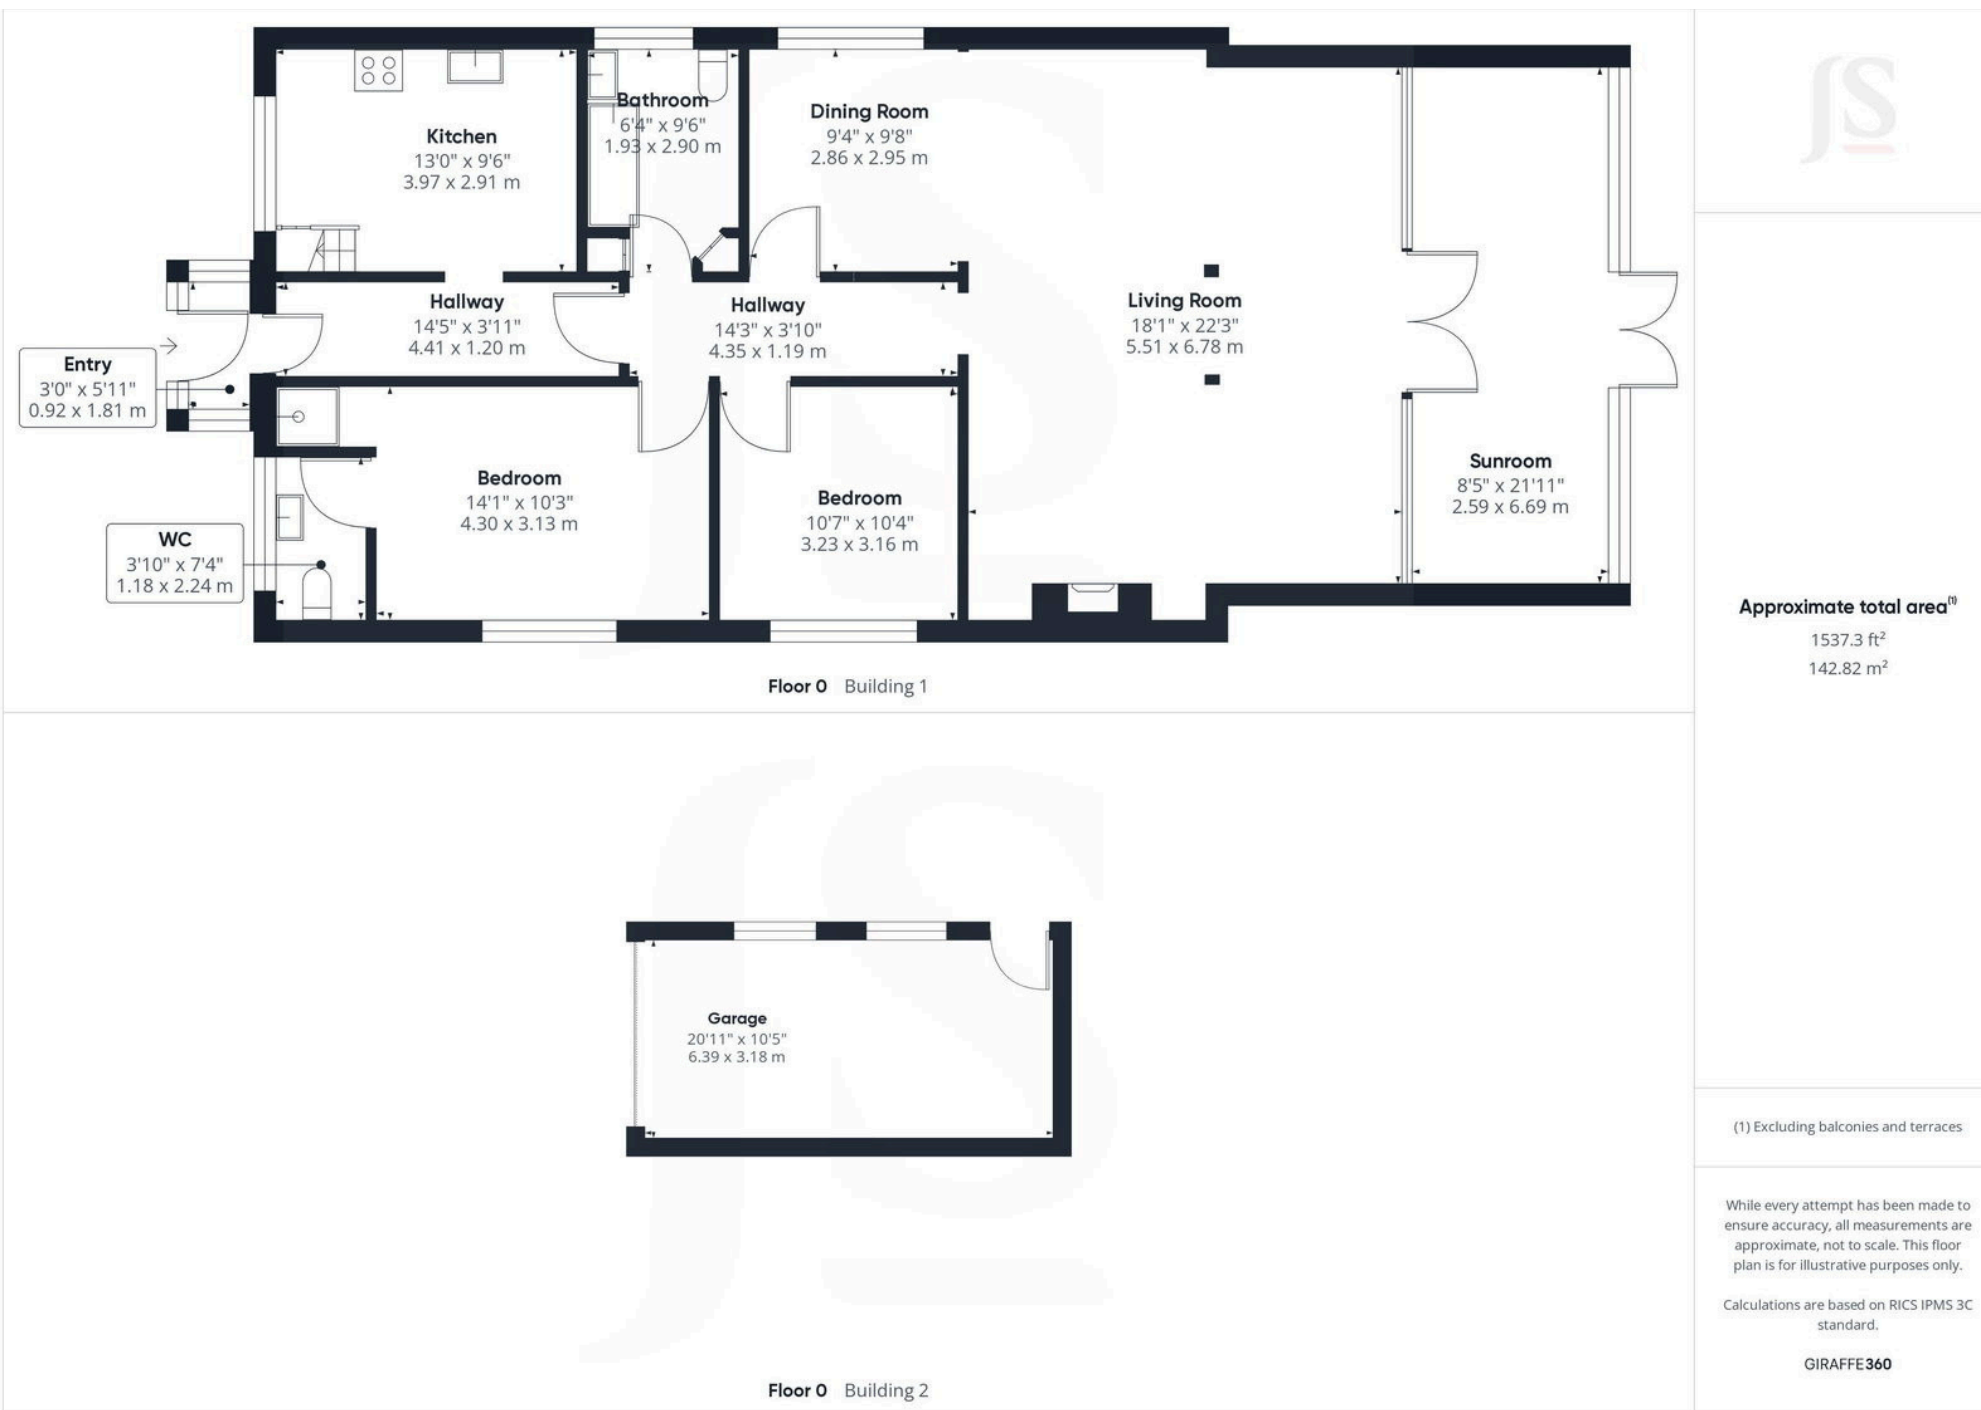 Kitchen
13'0" x 9'6"
3.97 x 2.91 m
Bathroom
6'4" x 9'6"
1.93 x 2.90 m
Dining Room
9'4" x 9'8"
2.86 x 2.95 m
Hallway
14'5" x 3'11"
4.41 x 1.20 m
Hallway
14'3" x 3'10"
4.35 x 1.19 m
Living Room
18'1" x 22'3"
5.51 x 6.78 m
Entry
3'0" x 5'11"
0.92 x 1.81 m
Bedroom
14'1" x 10'3"
4.30 x 3.13 m
Bedroom
10'7" x 10'4"
3.23 x 3.16 m
Sunroom
8'5" x 21'11"
2.59 x 6.69 m
WC
3'10" x 7'4"
1.18 x 2.24 m
Floor 0 Building 1
Garage
20'11" x 10'5"
6.39 x 3.18 m
Floor 0 Building 2
JS
Approximate total area(1)
1537.3 ft²
142.82 m²
(1) Excluding balconies and terraces
While every attempt has been made to
ensure accuracy, all measurements are
approximate, not to scale. This floor
plan is for illustrative purposes only.
Calculations are based on RICS IPMS 3C
standard.
GIRAFFE360